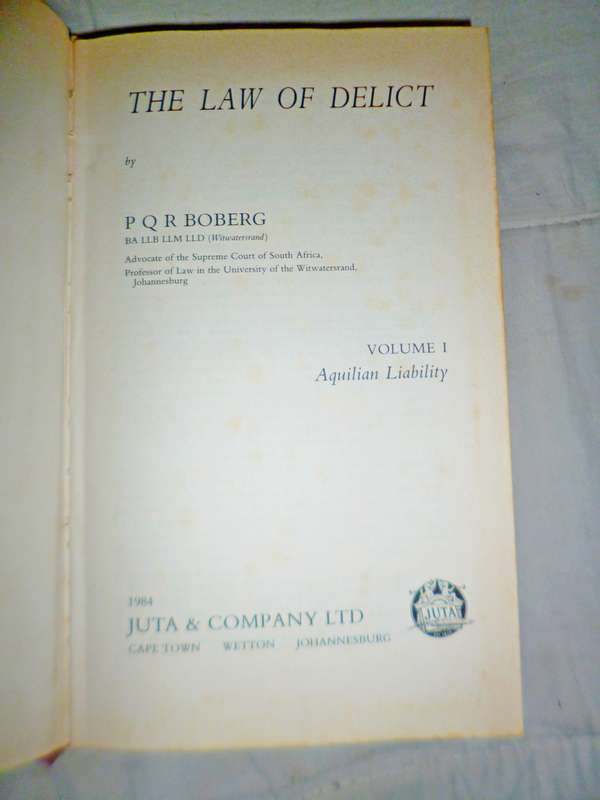 THE LAW OF DELICT
by
P Q R BOBERG
BA LLB LLM LLD (Witwatersrand)
Advocate of the Supreme Court of South Africa,
Professor of Law in the University of the Witwatersrand,
Johannesburg
VOLUME I
Aquilian Liability
1984
JUTA & COMPANY LTD
CAPE TOWN WETTON JOHANNESBURG
JUTA